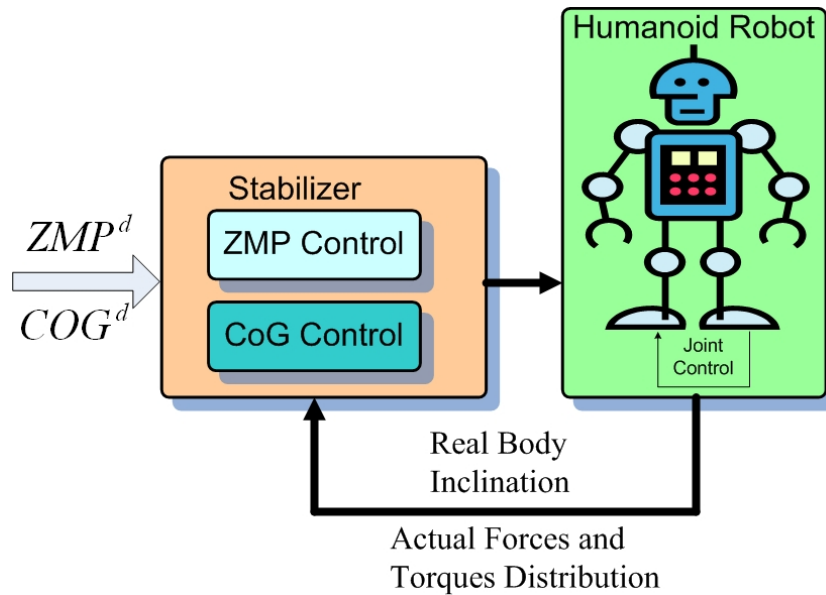 Humanoid Robot
Stabilizer
ZMP Control
CoG Control
ZMP^d
COG^d
Joint
Control
Real Body
Inclination
Actual Forces and
Torques Distribution